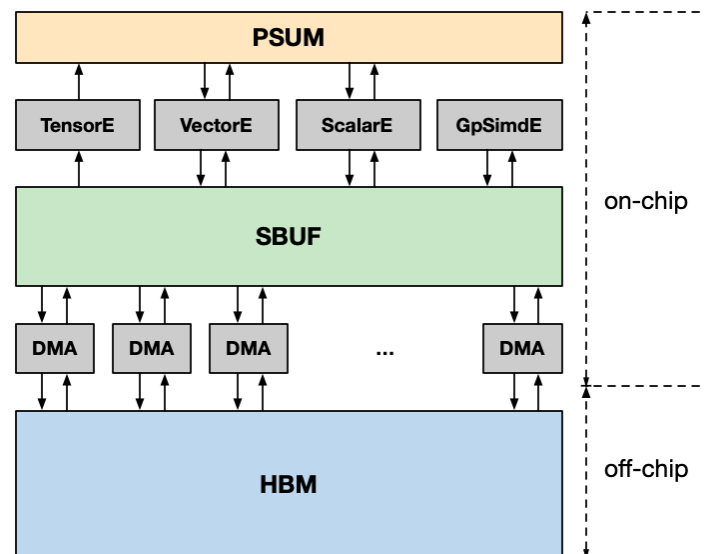 PSUM
TensorE VectorE ScalarE GpSimdE
on-chip
SBUF
DMA DMA DMA ... DMA
off-chip
HBM